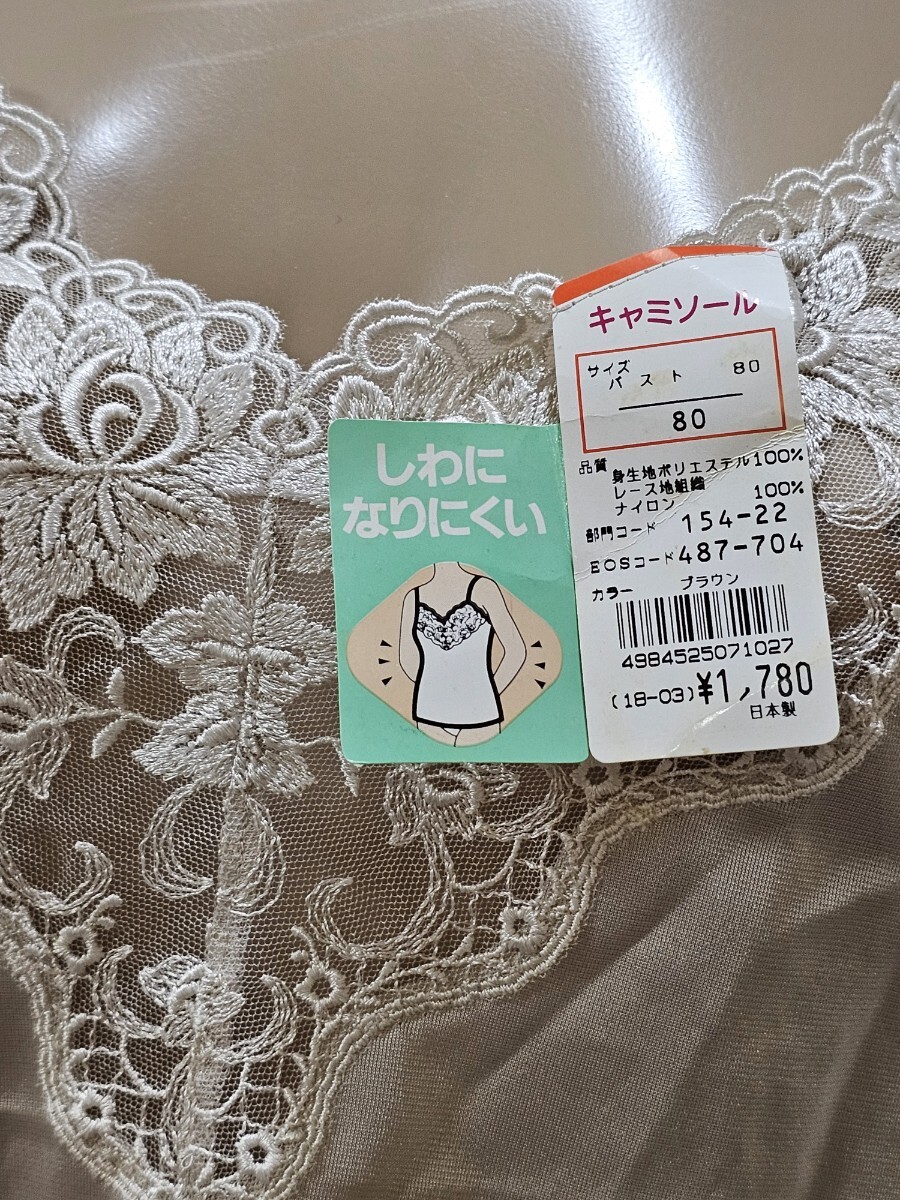 しわに
なりにくい
キャミソール
サイズ
バスト 80
80
品質 身生地ポリエステル100%
レース地組織
ナイロン 100%
部門コード 154-22
EOSコード 487-704
カラー ブラウン
4984525071027
(18-03) ¥1,780
日本製